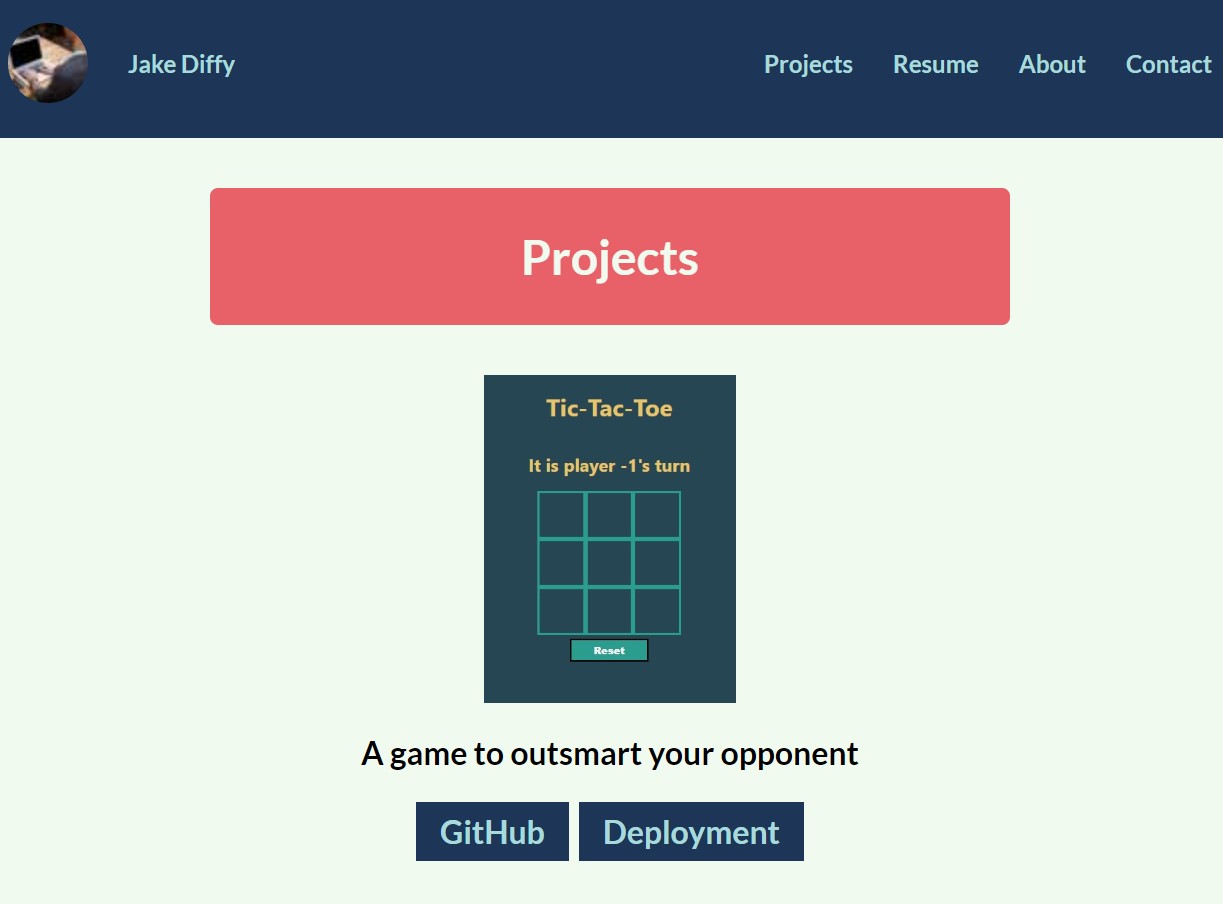 Jake Diffy
Projects Resume About Contact
Projects
Tic-Tac-Toe
It is player -1's turn
Reset
A game to outsmart your opponent
GitHub Deployment